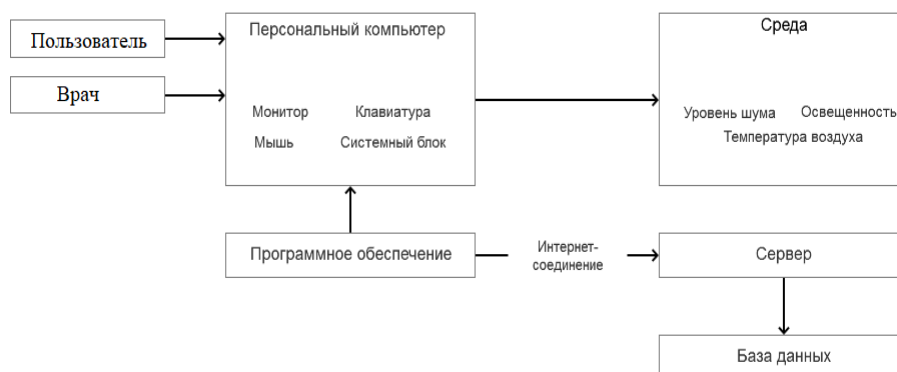 Пользователь
Врач
Персональный компьютер
Монитор Клавиатура
Мышь Системный блок
Среда
Уровень шума Освещенность
Температура воздуха
Программное обеспечение
Интернет-
соединение
Сервер
База данных